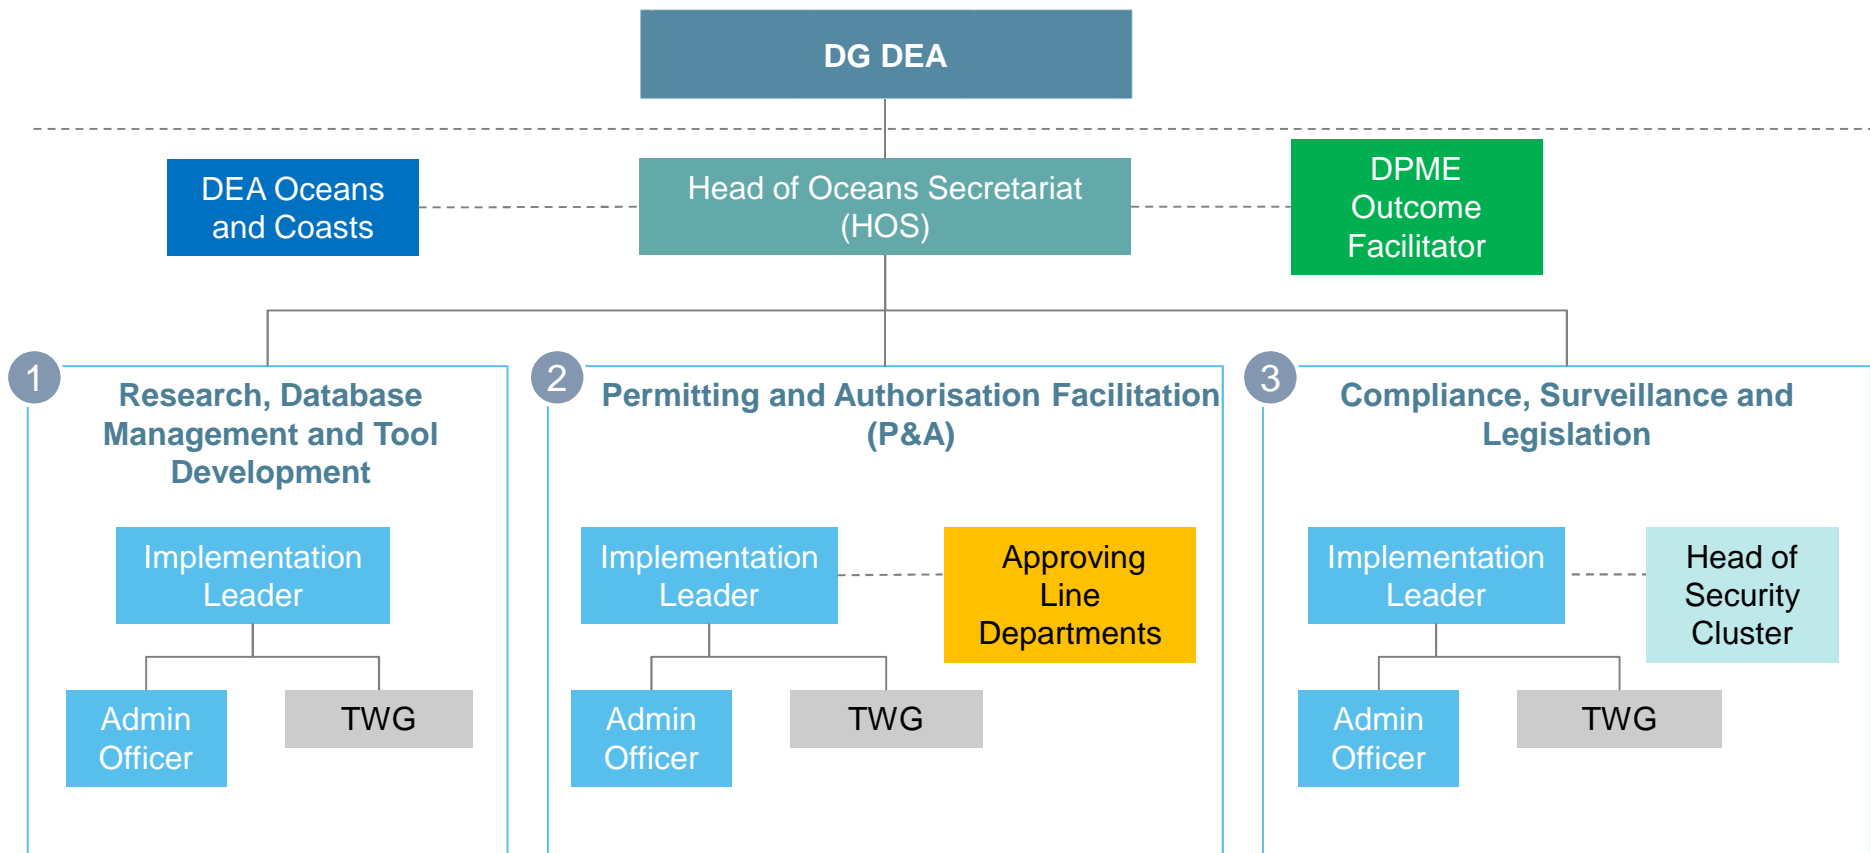 DG DEA
DEA Oceans
and Coasts
Head of Oceans Secretariat
(HOS)
DPME
Outcome
Facilitator
1
Research, Database
Management and Tool
Development
Implementation
Leader
Admin
Officer
TWG
2
Permitting and Authorisation Facilitation
(P&A)
Implementation
Leader
Approving
Line
Departments
Admin
Officer
TWG
3
Compliance, Surveillance and
Legislation
Implementation
Leader
Head of
Security
Cluster
Admin
Officer
TWG